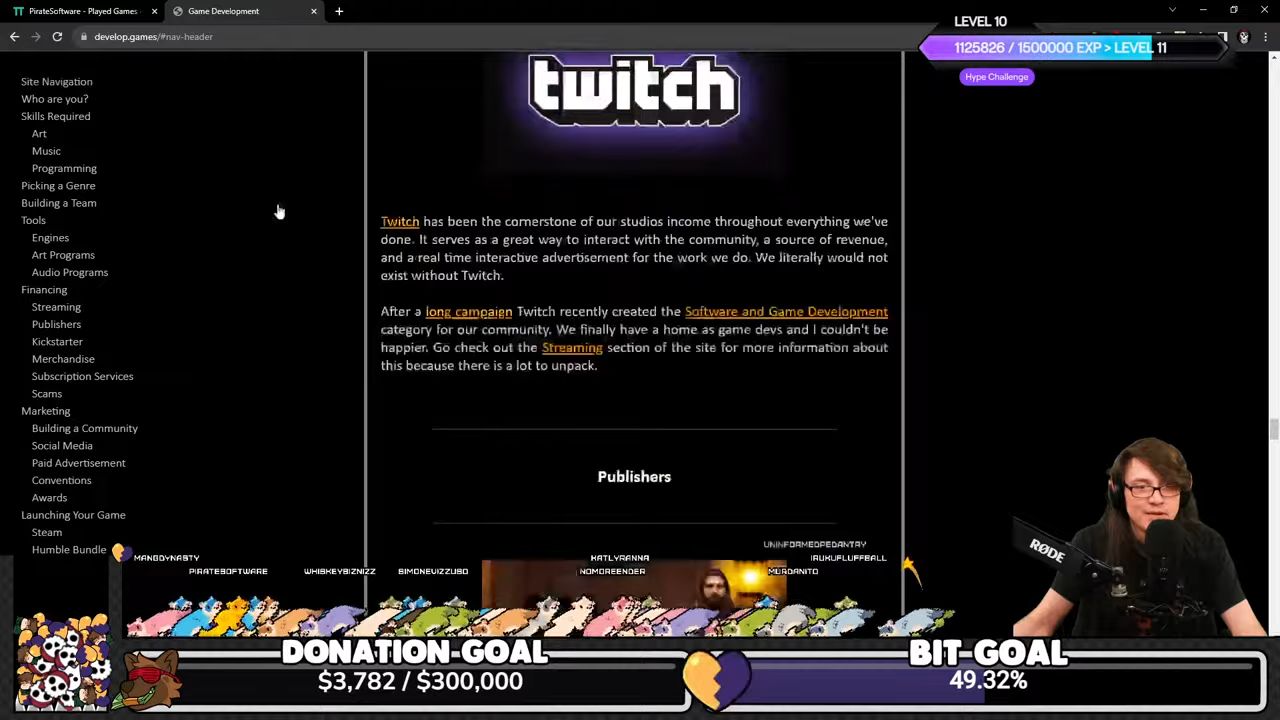 PirateSoftware - Played Games -
Game Development
develop.games/#nav-header
LEVEL 10
1125826 / 1500000 EXP > LEVEL 11
Hype Challenge
Site Navigation
Who are you?
Skills Required
Art
Music
Programming
Picking a Genre
Building a Team
Tools
Engines
Art Programs
Audio Programs
Financing
Streaming
Publishers
Kickstarter
Merchandise
Subscription Services
Scams
Marketing
Building a Community
Social Media
Paid Advertisement
Conventions
Awards
Launching Your Game
Steam
Humble Bundle
twitch
Twitch has been the cornerstone of our studios income throughout everything we've
done. It serves as a great way to interact with the community, a source of revenue,
and a real time interactive advertisement for the work we do. We literally would not
exist without Twitch.
After a long campaign Twitch recently created the Software and Game Development
category for our community. We finally have a home as game devs and I couldn't be
happier. Go check out the Streaming section of the site for more information about
this because there is a lot to unpack.
Publishers
RØDE
UNINFORMEDPEDANTRY
MANGDYNASTY
KATLYRANNA
IAUKUFLUFFBALL
PIRATESOFTWARE
WHISKEYBIZNIZZ
BIMONEVIZZUBO
NOMOREENDER
MURDANITO
DONATION GOAL
$3,782 / $300,000
BIT GOAL
49.32%